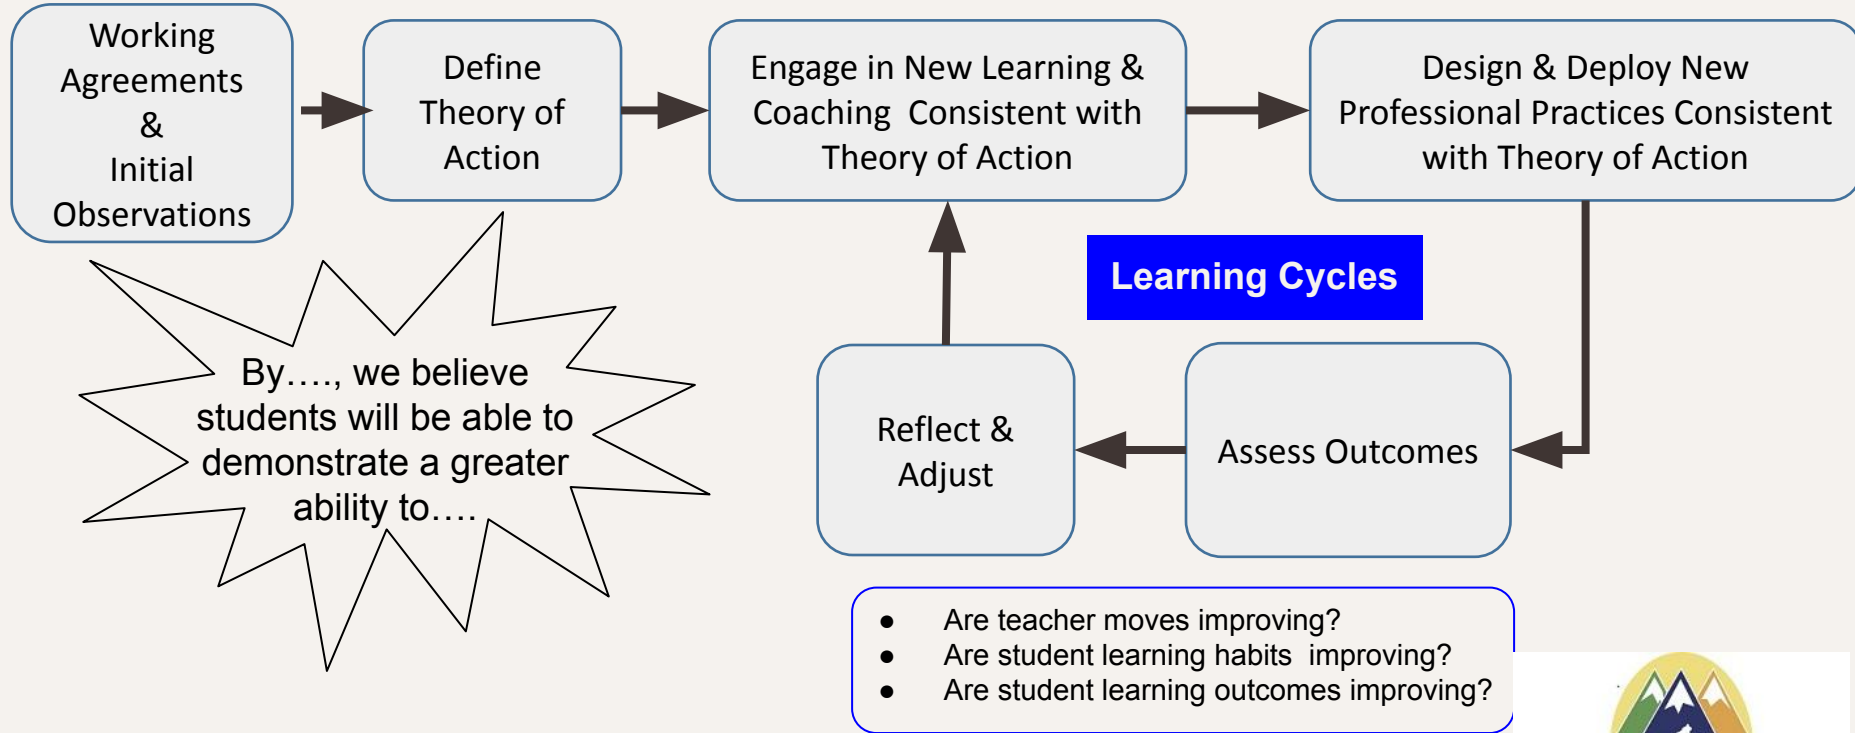 Working
Agreements
&
Initial
Observations
Define
Theory of
Action
Engage in New Learning &
Coaching Consistent with
Theory of Action
Design & Deploy New
Professional Practices Consistent
with Theory of Action
Learning Cycles
By…., we believe
students will be able to
demonstrate a greater
ability to….
Reflect &
Adjust
Assess Outcomes
● Are teacher moves improving?
● Are student learning habits improving?
● Are student learning outcomes improving?